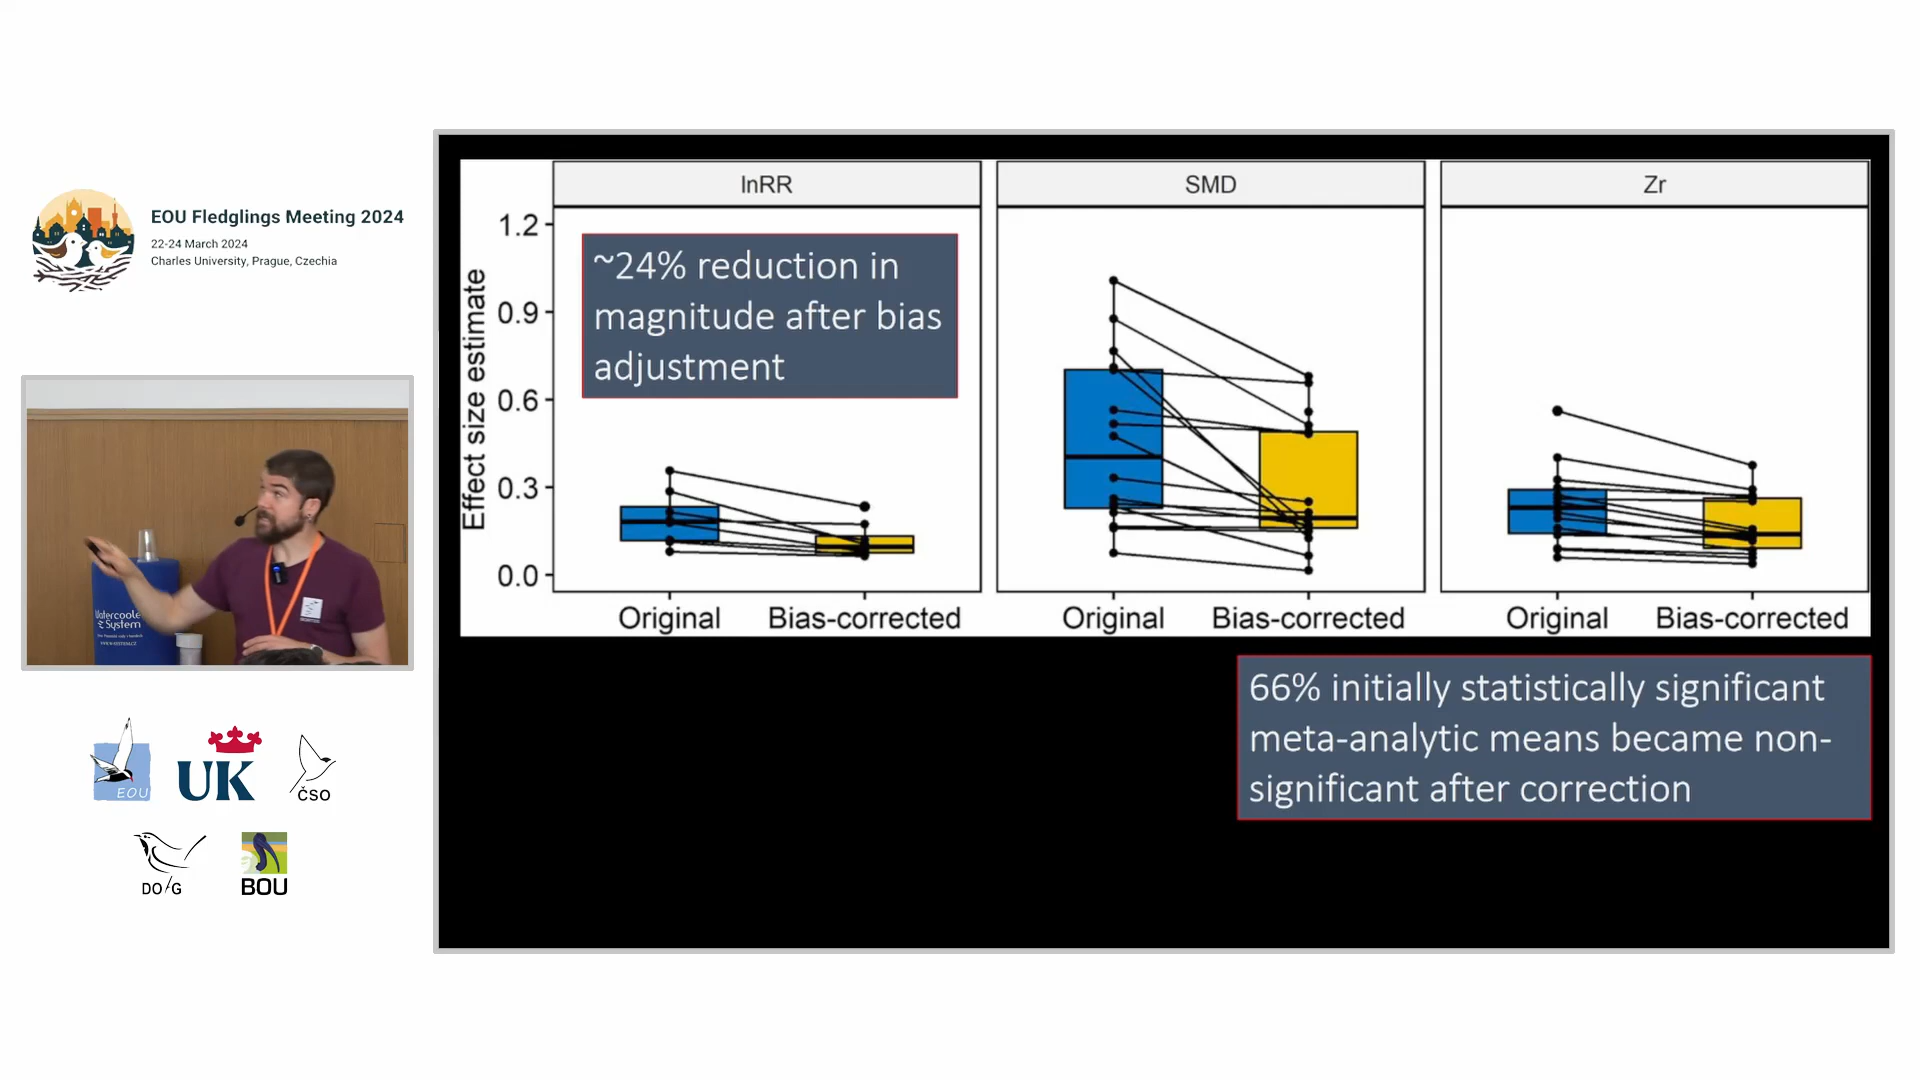 EOU Fledglings Meeting 2024
22-24 March 2024
Charles University, Prague, Czechia
Watercooler
System
EOU
UK
ČSO
DO/G
BOU
lnRR
SMD
Zr
Effect size estimate
1.2
0.9
0.6
0.3
0.0
~24% reduction in
magnitude after bias
adjustment
Original
Bias-corrected
Original
Bias-corrected
Original
Bias-corrected
66% initially statistically significant
meta-analytic means became non-
significant after correction